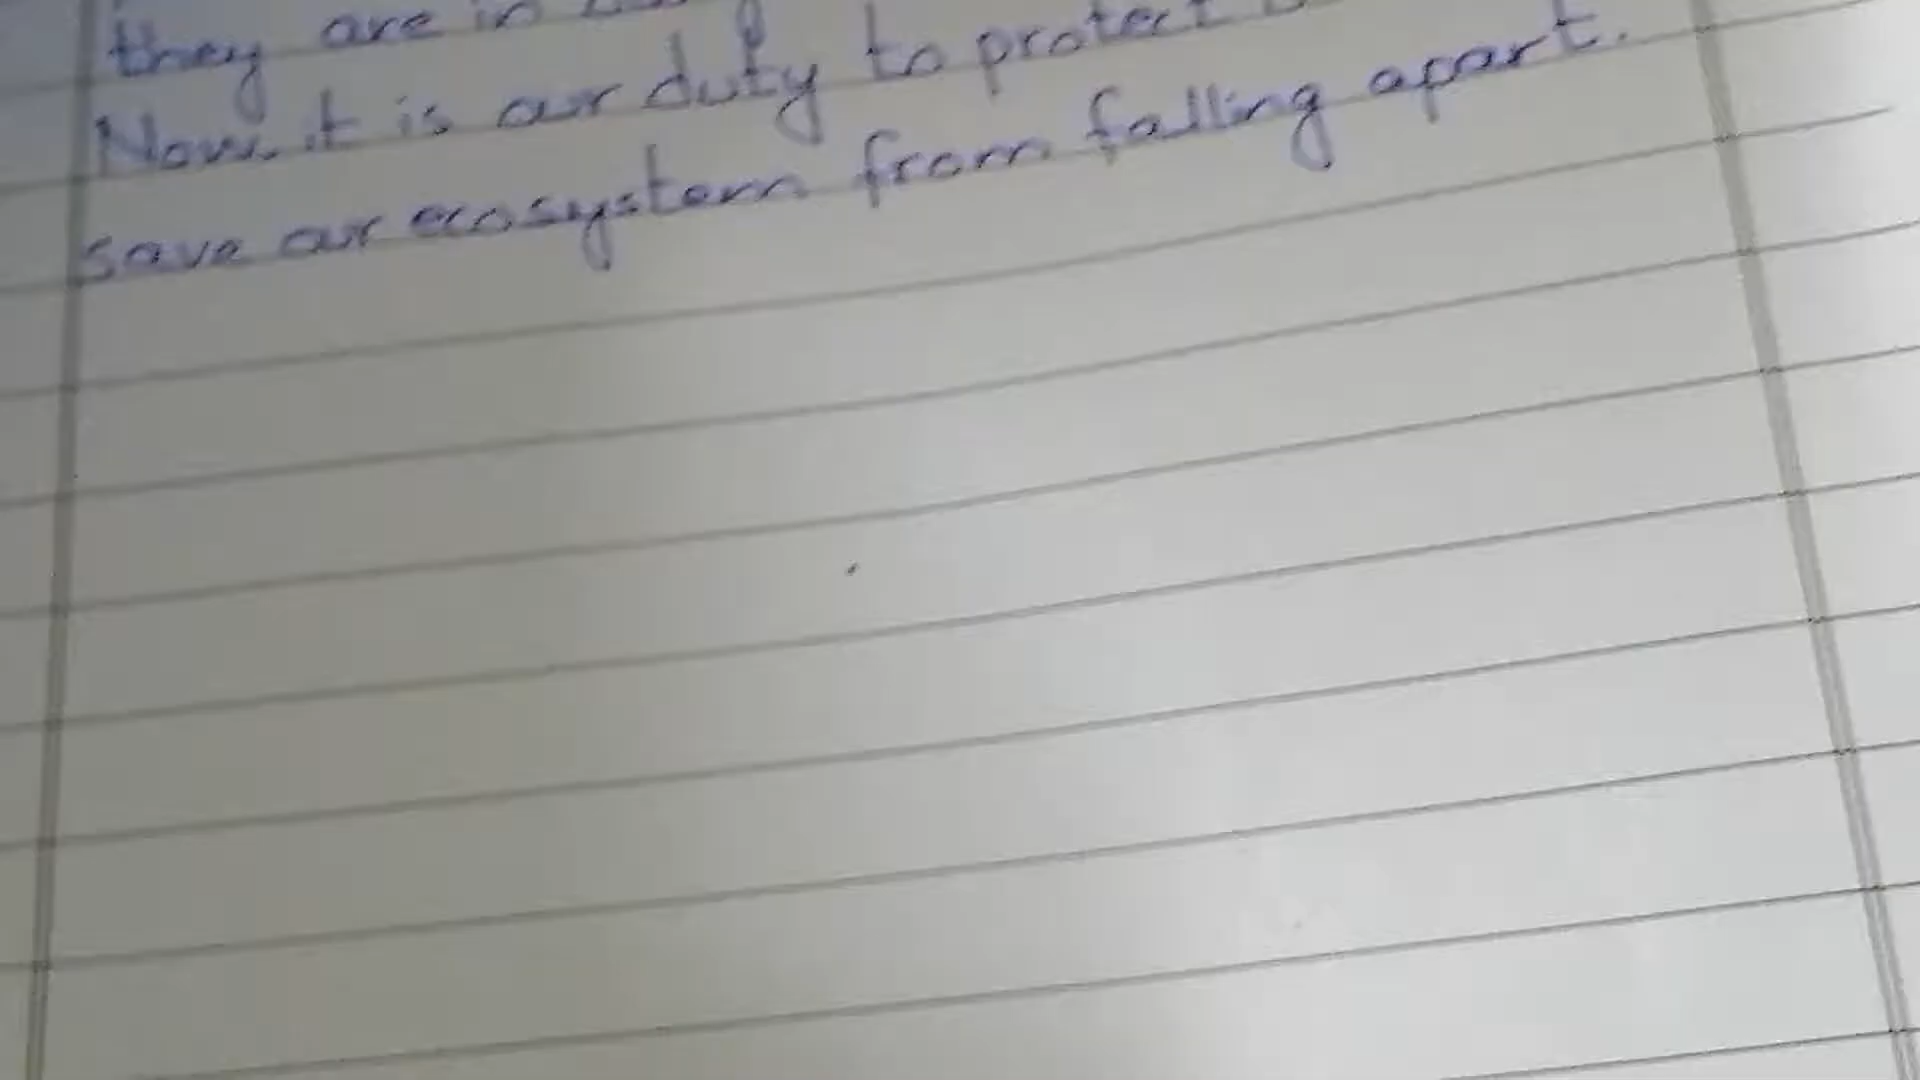 they are in
Now, it is our duty to protect
save our ecosystem from falling apart.